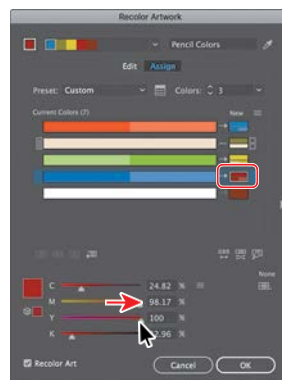 Recolor Artwork
Pencil Colors
Edit Assign
Preset: Custom Colors: 3
Current Colors (7) New
None
C 24.82 %
M 98.17 %
Y 100 %
K 2.96 %
Recolor Art Cancel OK